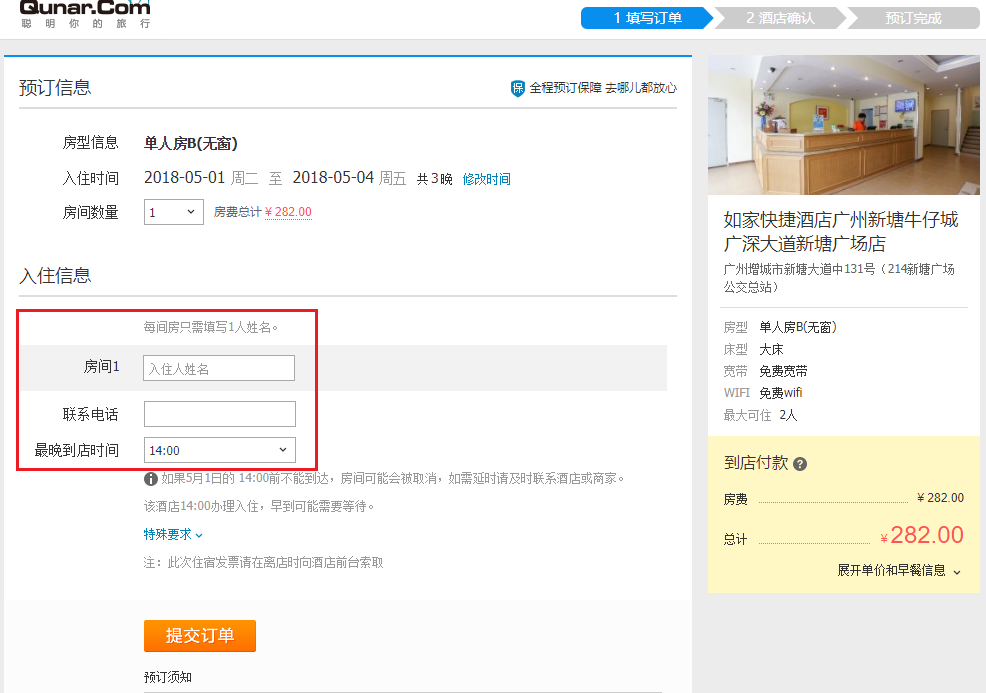 Qunar.Com
聪明你的旅行
1 填写订单
2 酒店确认
预订完成
预订信息
保 全程预订保障 去哪儿都放心
房型信息 单人房B(无窗)
入住时间 2018-05-01 周二 至 2018-05-04 周五 共3晚 修改时间
房间数量 1 房费总计 ¥ 282.00
入住信息
每间房只需填写1人姓名。
房间1 入住人姓名
联系电话
最晚到店时间 14:00
如果5月1日的 14:00前不能到达，房间可能会被取消，如需延时请及时联系酒店或商家。
该酒店14:00办理入住，早到可能需要等待。
特殊要求
注：此次住宿发票请在离店时向酒店前台索取
提交订单
预订须知
如家快捷酒店广州新塘牛仔城
广深大道新塘广场店
广州增城市新塘大道中131号（214新塘广场
公交总站）
房型 单人房B(无窗)
床型 大床
宽带 免费宽带
WIFI 免费wifi
最大可住 2人
到店付款 ?
房费 ¥ 282.00
总计 ¥282.00
展开单价和早餐信息